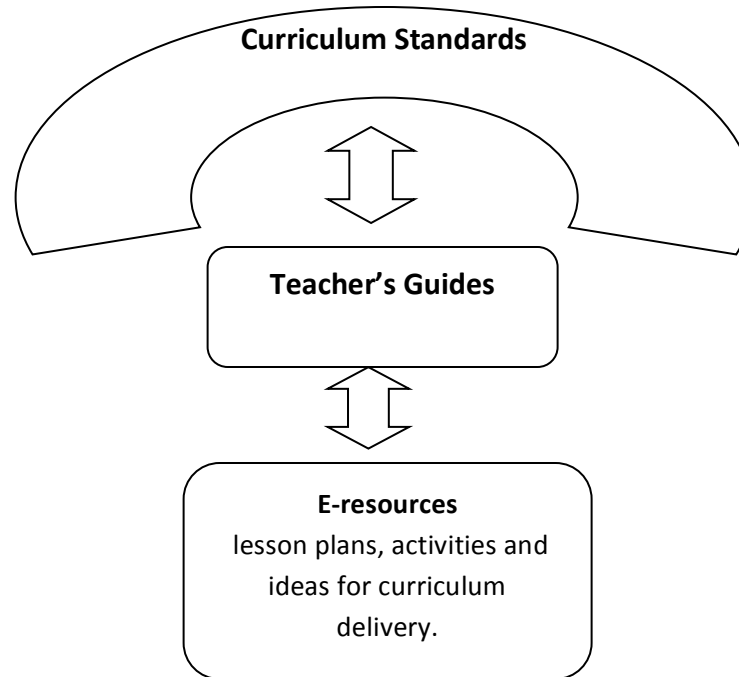 Curriculum Standards
Teacher’s Guides
E-resources
lesson plans, activities and
ideas for curriculum
delivery.